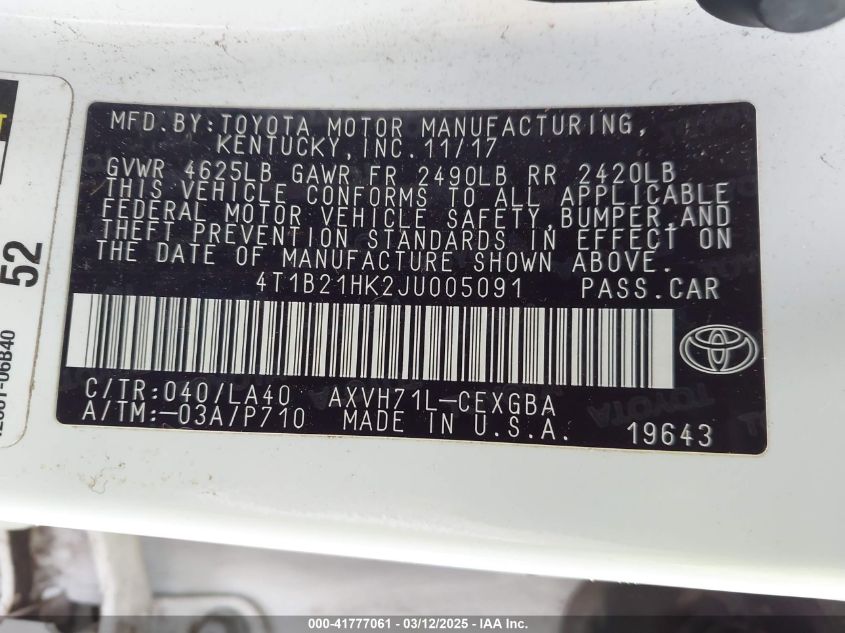 MFD.BY:TOYOTA MOTOR MANUFACTURING,
KENTUCKY, INC. 11/17
GVWR 4625LB GAWR FR 2490LB RR 2420LB
THIS VEHICLE CONFORMS TO ALL APPLICABLE
FEDERAL MOTOR VEHICLE SAFETY,BUMPER,AND
THEFT PREVENTION STANDARDS IN EFFECT ON
THE DATE OF MANUFACTURE SHOWN ABOVE.
4T1B21HK2JU005091 PASS.CAR
C/TR:040/LA40 AXVH71L-CEXGBA
A/TM:-03A/P710 MADE IN U.S.A. 19643
52
000-41777061 - 03/12/2025 - IAA Inc.